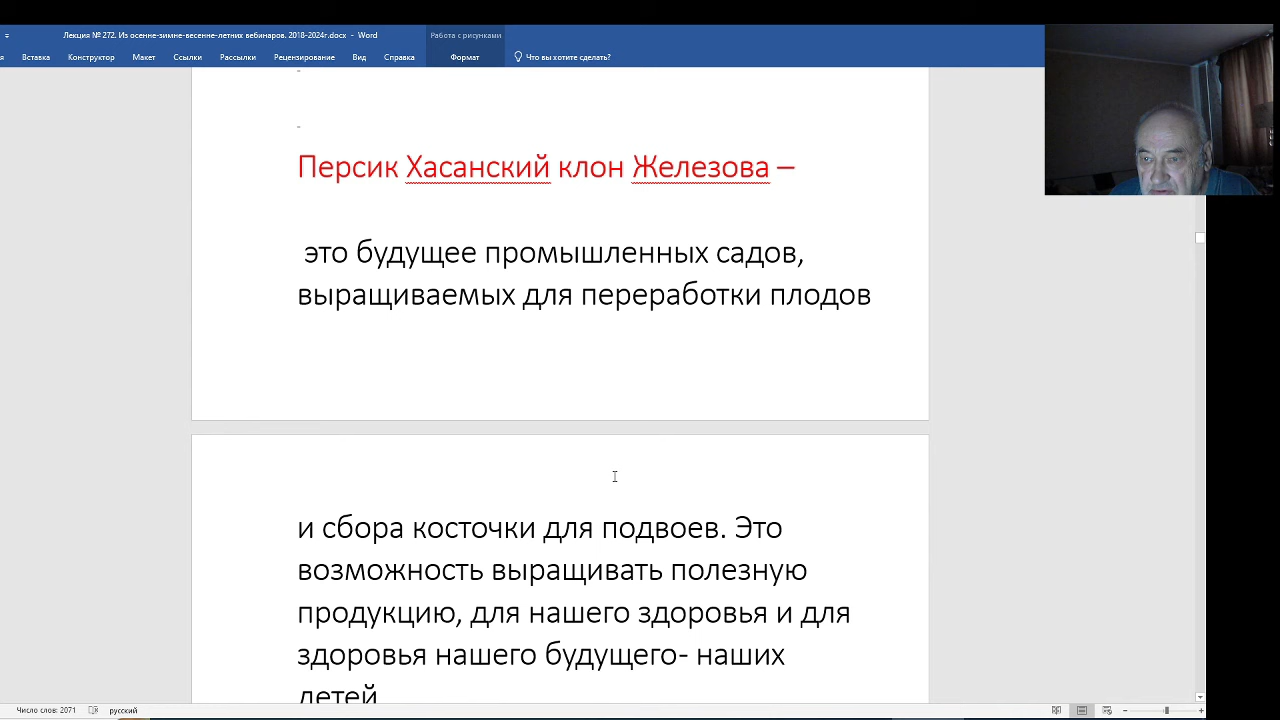 Лекция № 272. Из осенне-зимне-весенне-летних вебинаров. 2018-2024г.docx - Word
Работа с рисунками
я Вставка Конструктор Макет Ссылки Рассылки Рецензирование Вид Справка Формат Что вы хотите сделать?
Персик Хасанский клон Железова –
это будущее промышленных садов,
выращиваемых для переработки плодов
и сбора косточки для подвоев. Это
возможность выращивать полезную
продукцию, для нашего здоровья и для
здоровья нашего будущего- наших
детей
Число слов: 2071 русский